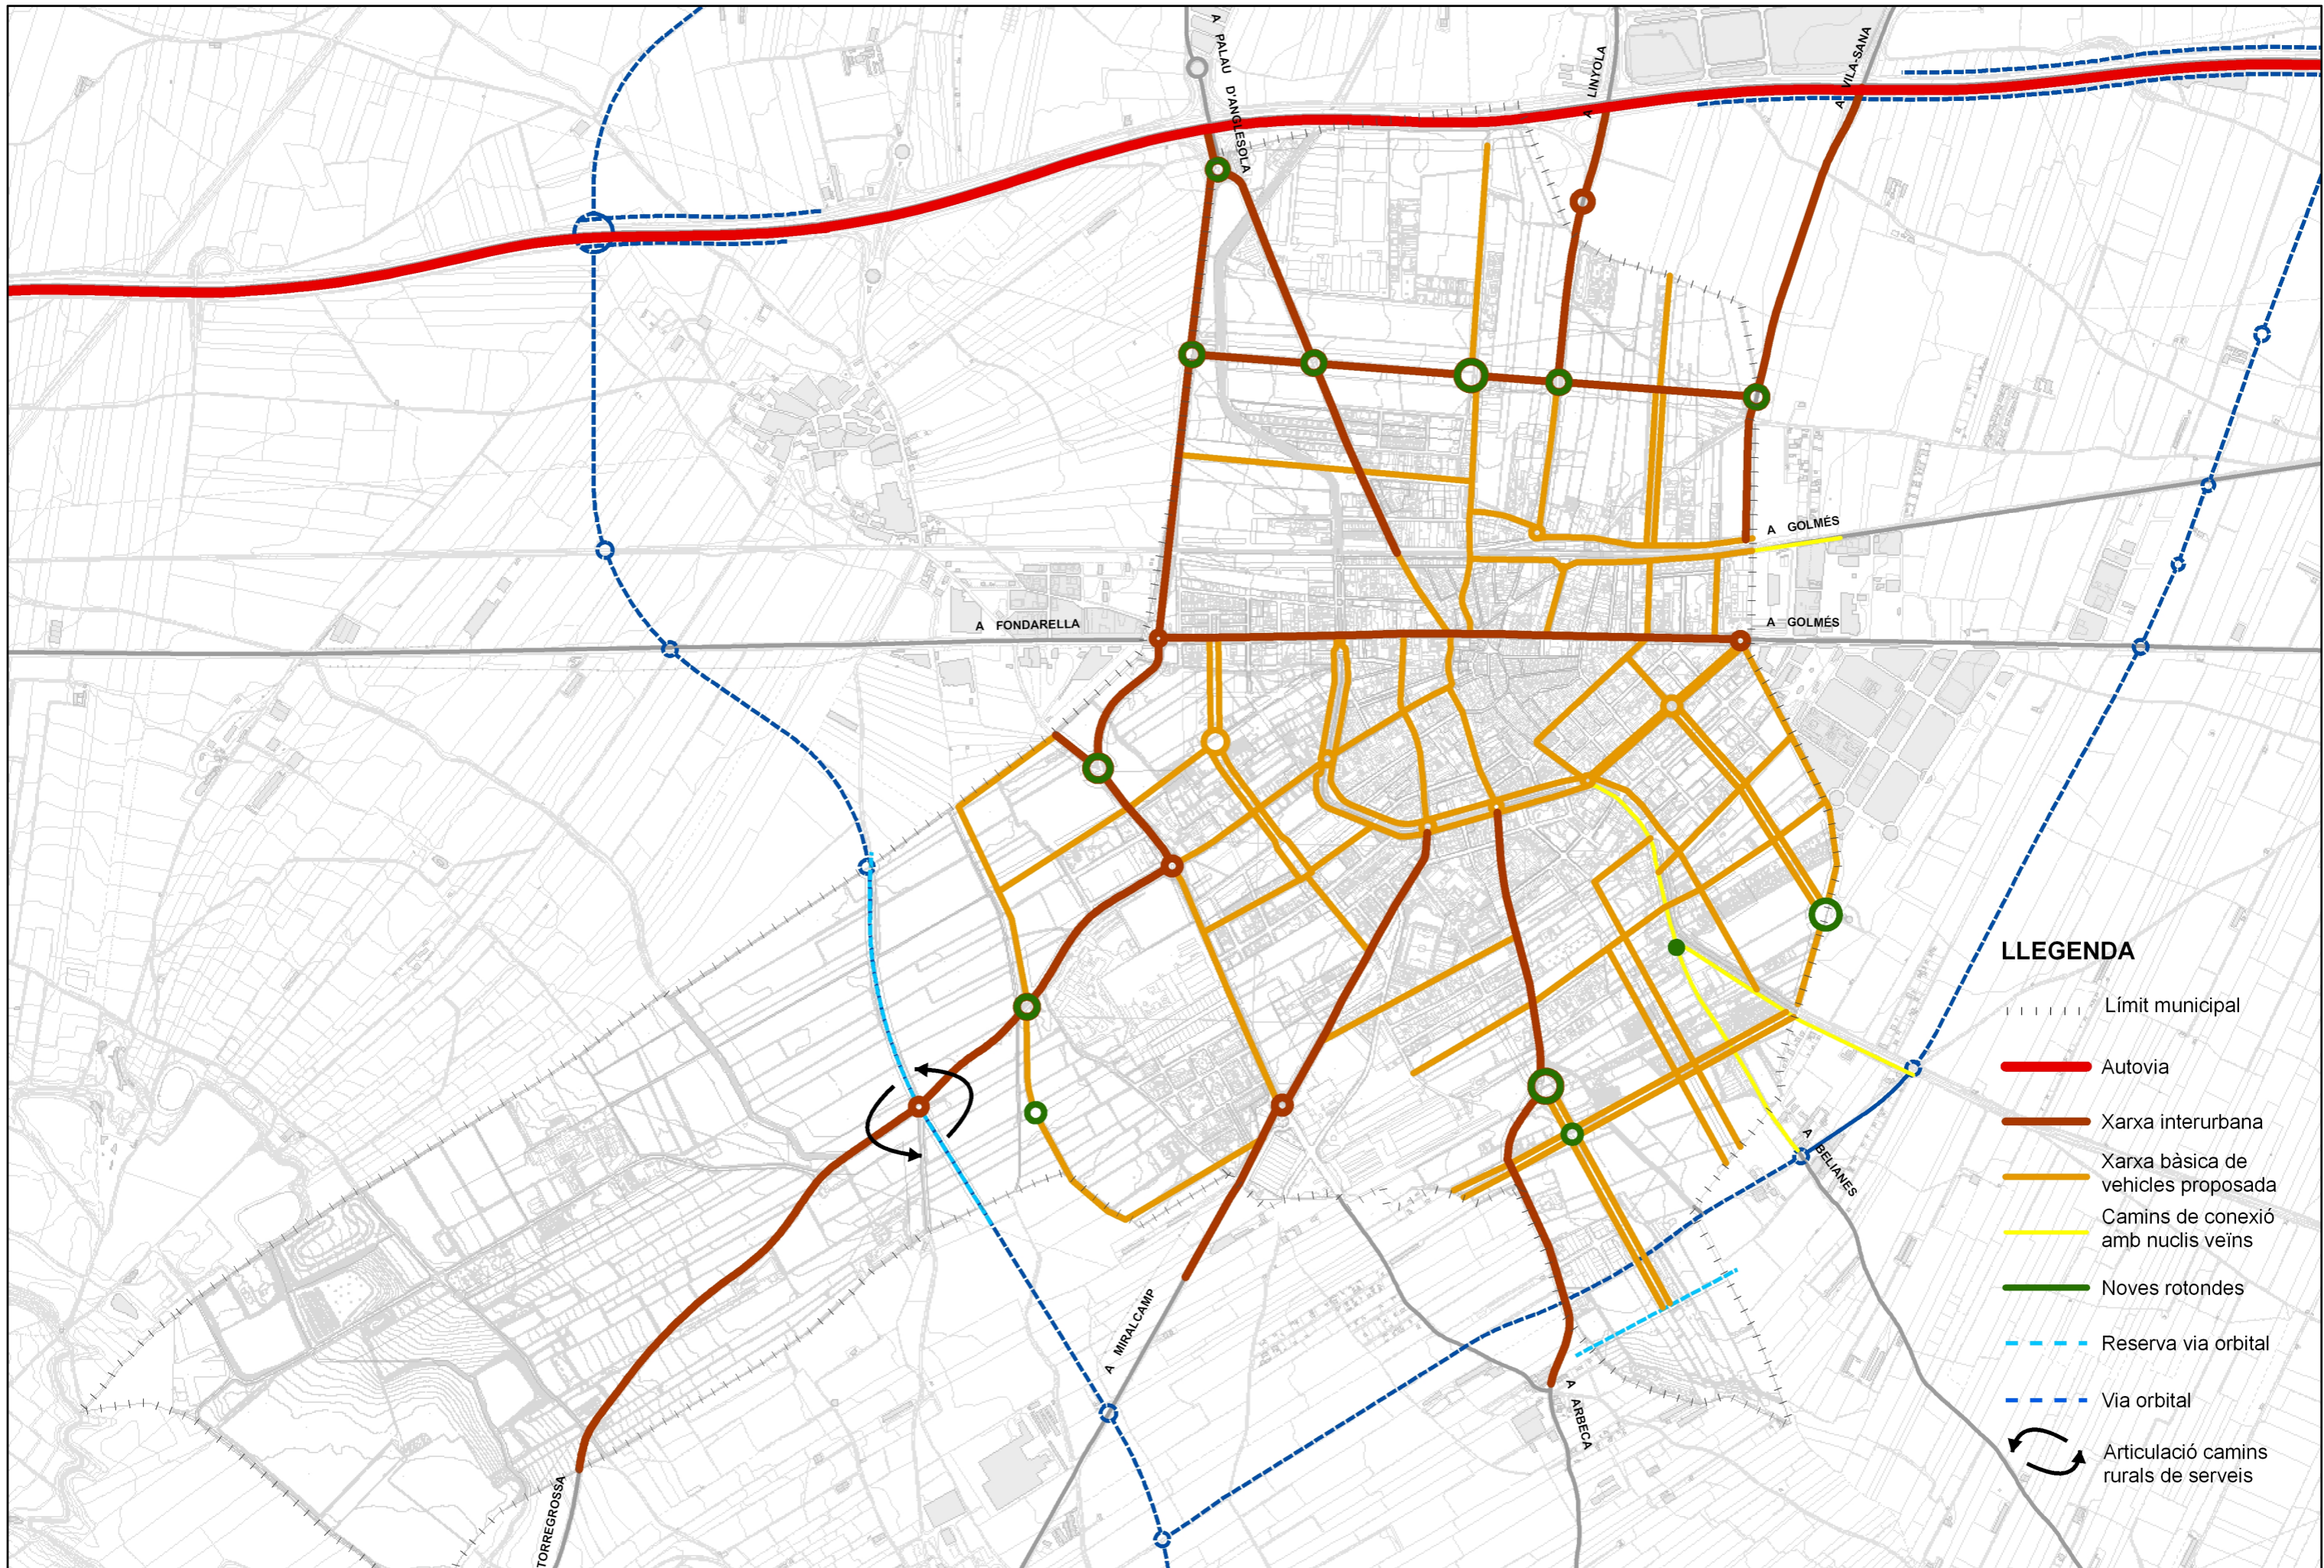 A PALAU D'ANGLESOLA
A LINYOLA
A VILA-SANA
A GOLMÉS
A FONDARELLA
A GOLMÉS
A BELIANES
A MIRALCAMP
A ARBECA
TORREGROSSA
LLEGENDA
Límit municipal
Autovia
Xarxa interurbana
Xarxa bàsica de
vehicles proposada
Camins de conexió
amb nuclis veïns
Noves rotondes
Reserva via orbital
Via orbital
Articulació camins
rurals de serveis